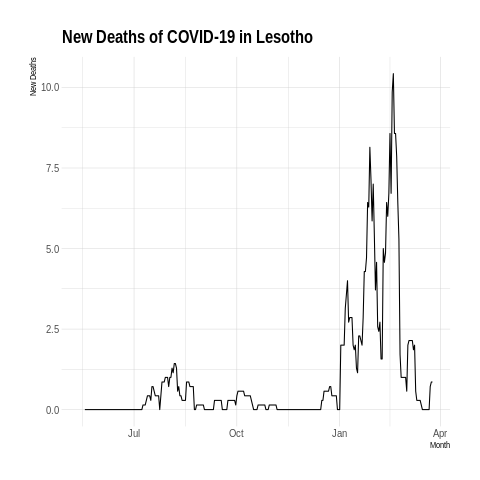 New Deaths of COVID-19 in Lesotho
New Deaths
10.0
7.5
5.0
2.5
0.0
Jul Oct Jan Apr
Month